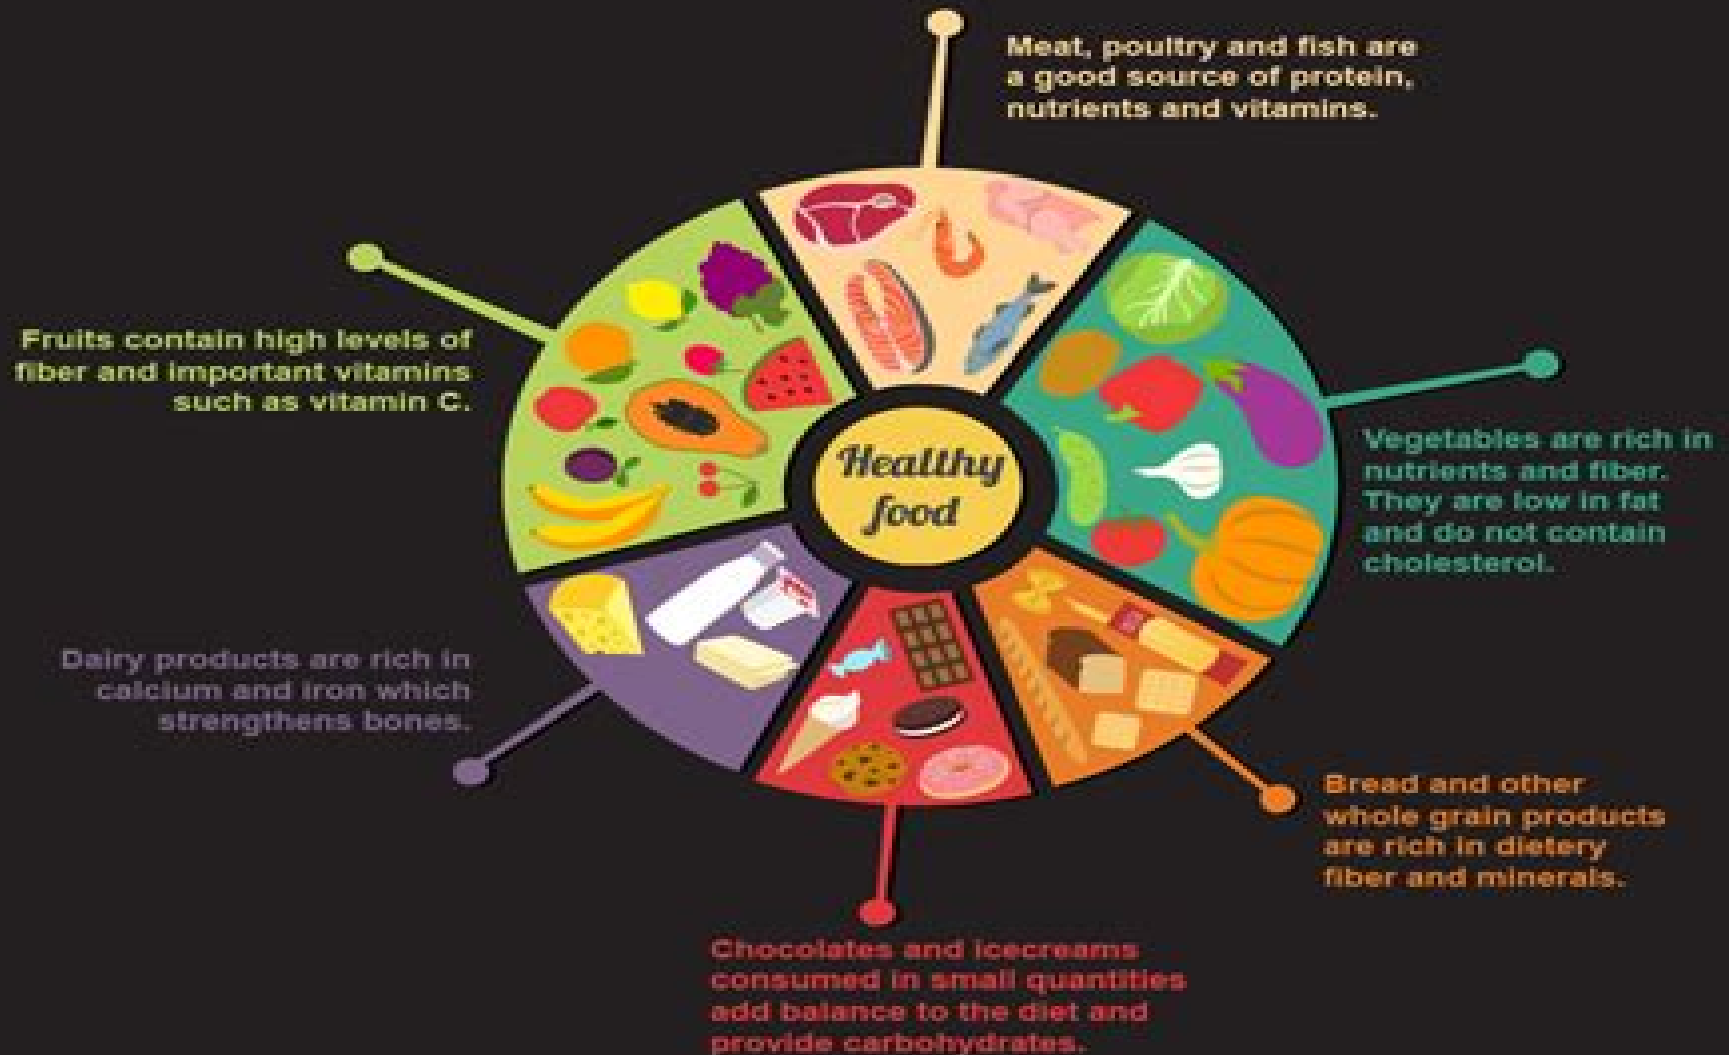 Meat, poultry and fish are
a good source of protein,
nutrients and vitamins.
Fruits contain high levels of
fiber and important vitamins
such as vitamin C.
Healthy
food
Vegetables are rich in
nutrients and fiber.
They are low in fat
and do not contain
cholesterol.
Dairy products are rich in
calcium and iron which
strengthens bones.
Bread and other
whole grain products
are rich in dietery
fiber and minerals.
Chocolates and icecreams
consumed in small quantities
add balance to the diet and
provide carbohydrates.